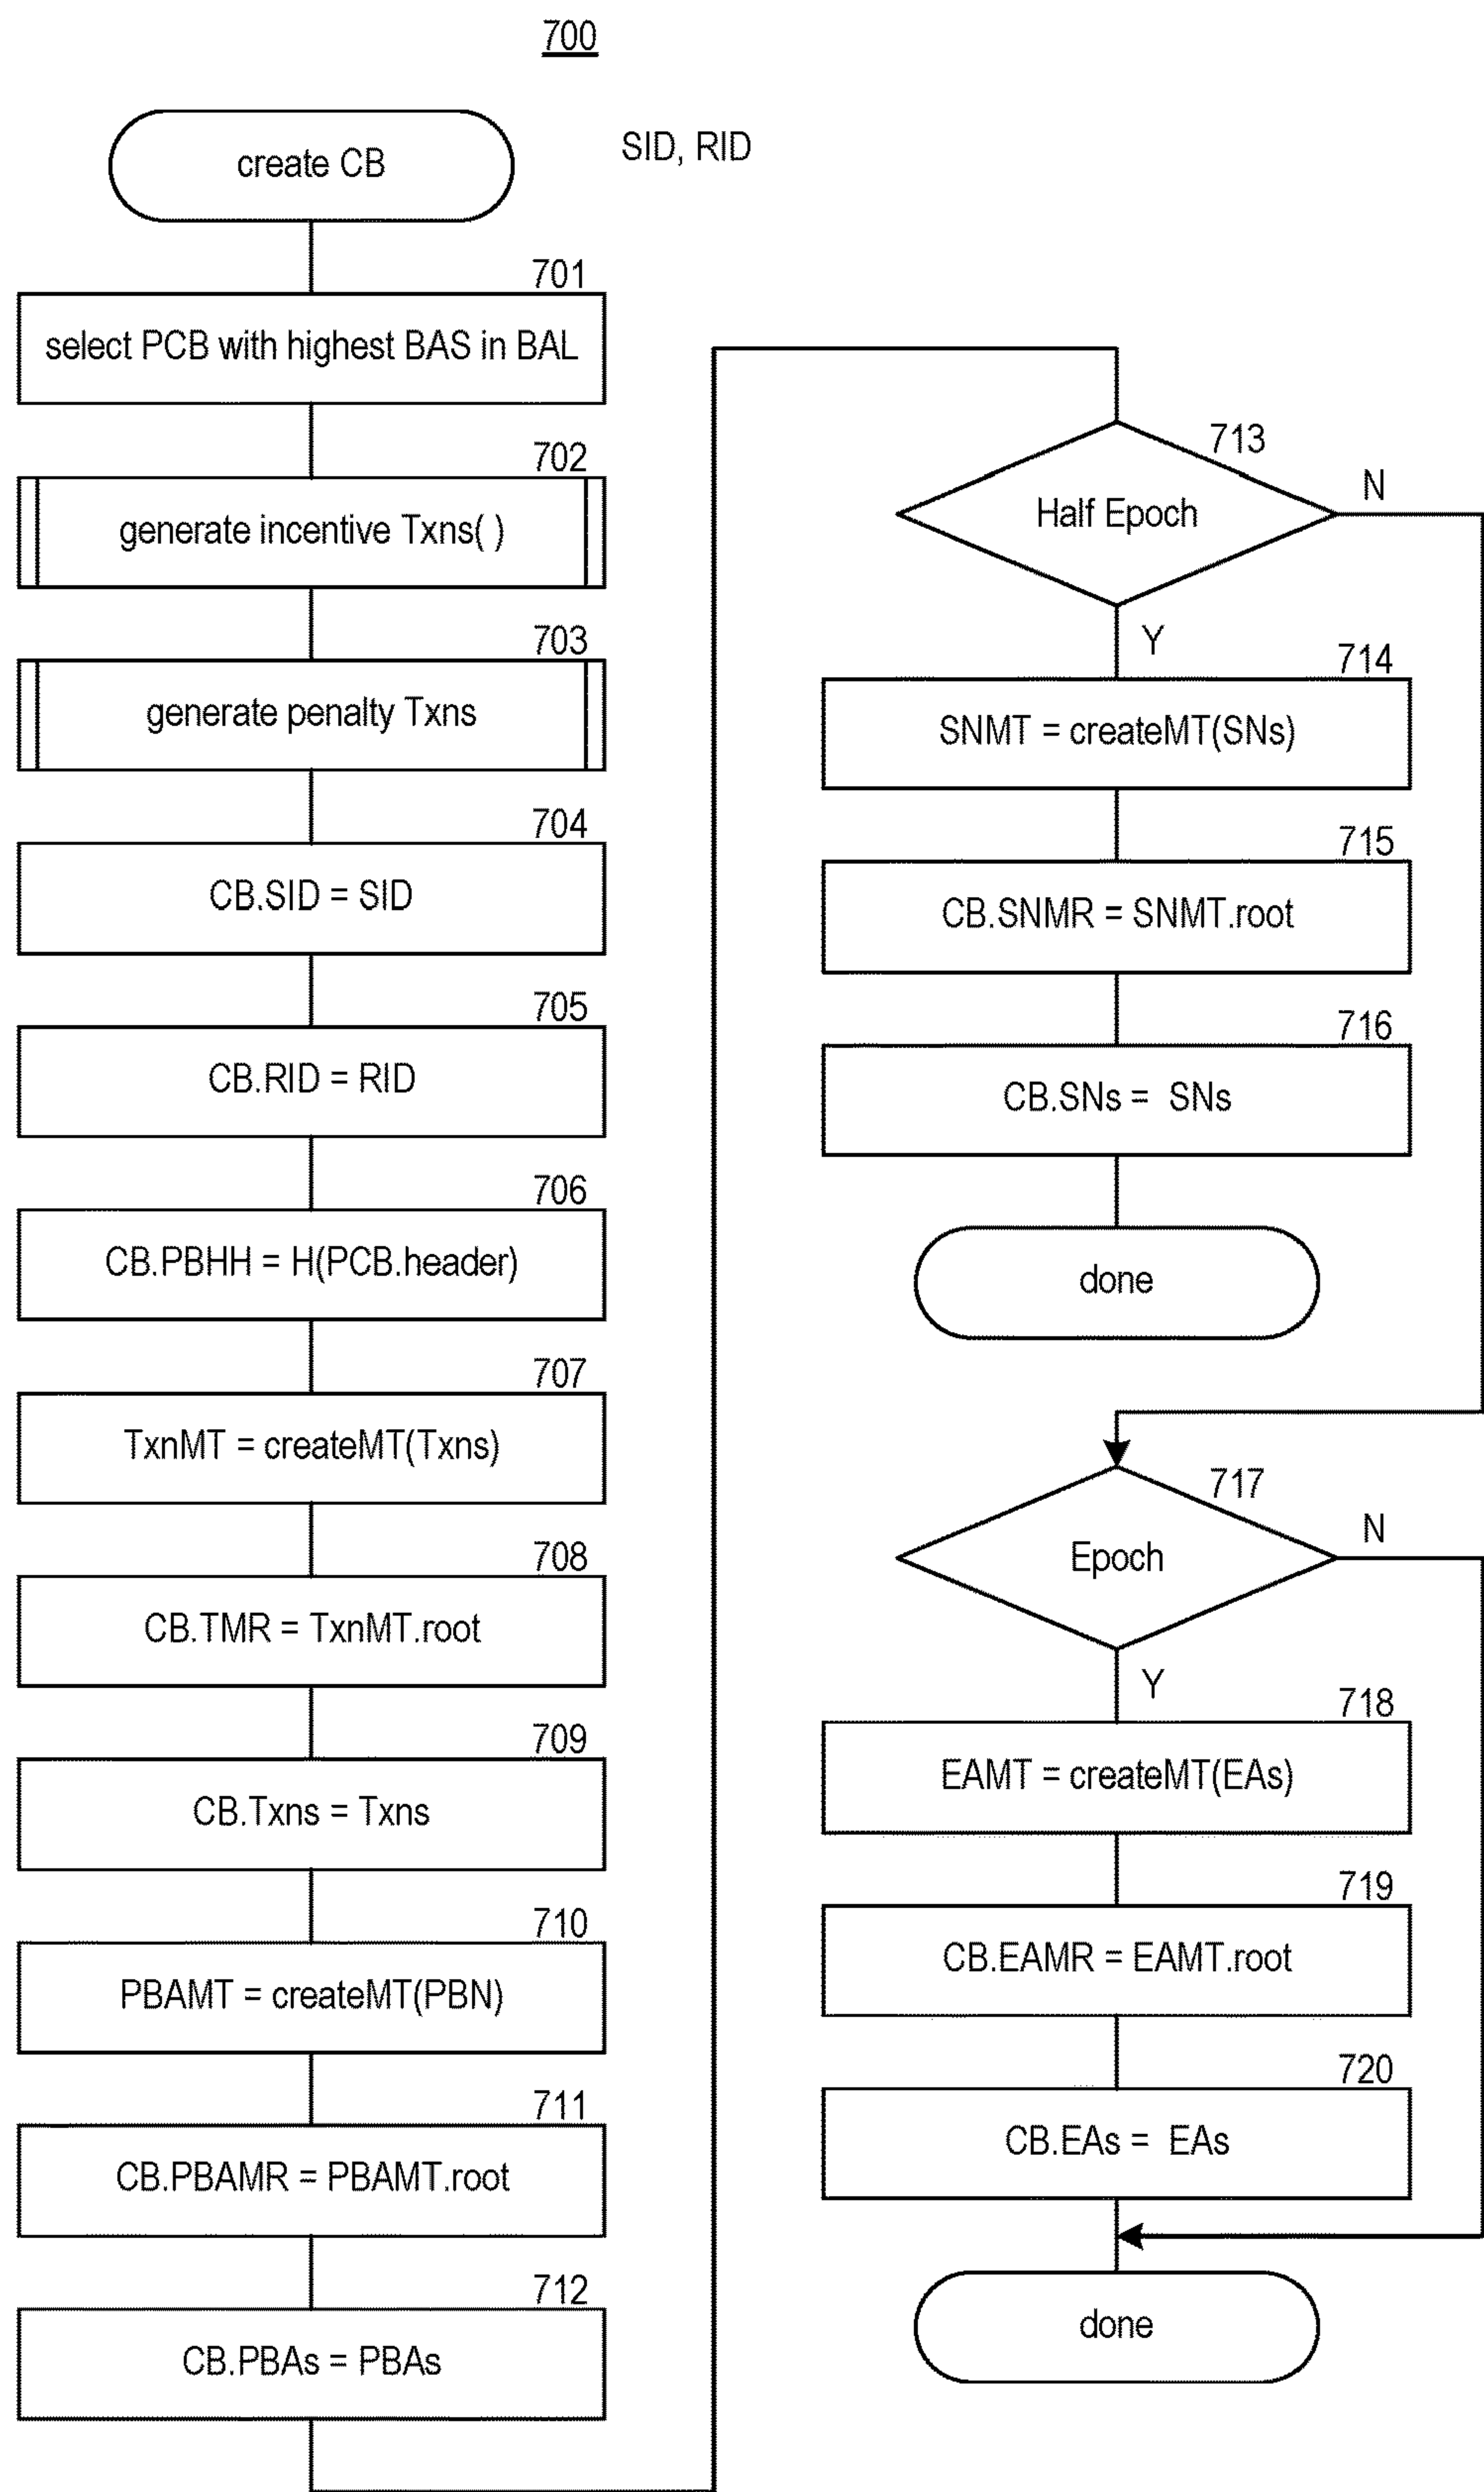 700
create CB
SID, RID
701
select PCB with highest BAS in BAL
702
generate incentive Txns( )
703
generate penalty Txns
704
CB.SID = SID
705
CB.RID = RID
706
CB.PBHH = H(PCB.header)
707
TxnMT = createMT(Txns)
708
CB.TMR = TxnMT.root
709
CB.Txns = Txns
710
PBAMT = createMT(PBN)
711
CB.PBAMR = PBAMT.root
712
CB.PBAs = PBAs
713
Half Epoch
N
Y
714
SNMT = createMT(SNs)
715
CB.SNMR = SNMT.root
716
CB.SNs = SNs
done
717
Epoch
N
Y
718
EAMT = createMT(EAs)
719
CB.EAMR = EAMT.root
720
CB.EAs = EAs
done